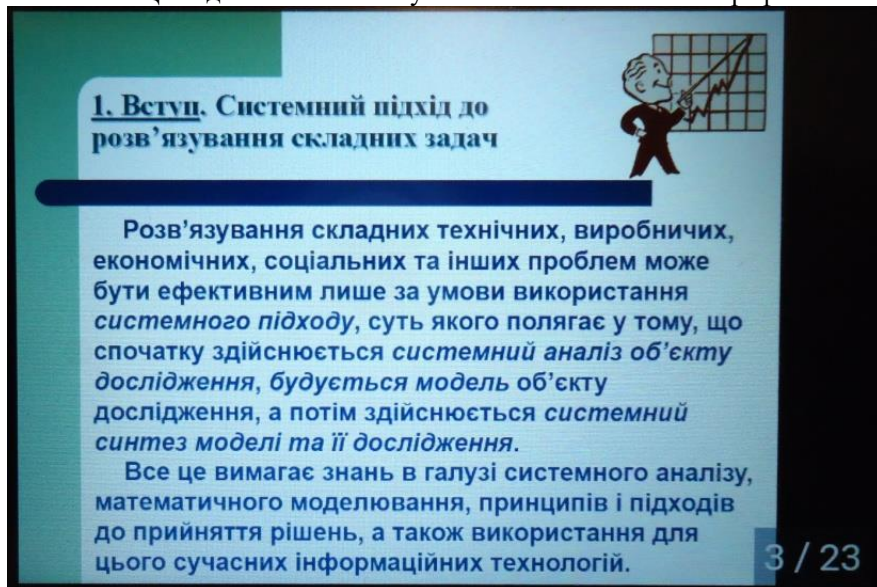 1. Вступ. Системний підхід до
розв’язування складних задач
Розв’язування складних технічних, виробничих,
економічних, соціальних та інших проблем може
бути ефективним лише за умови використання
системного підходу, суть якого полягає у тому, що
спочатку здійснюється системний аналіз об’єкту
дослідження, будується модель об’єкту
дослідження, а потім здійснюється системний
синтез моделі та її дослідження.
Все це вимагає знань в галузі системного аналізу,
математичного моделювання, принципів і підходів
до прийняття рішень, а також використання для
цього сучасних інформаційних технологій.
3 / 23